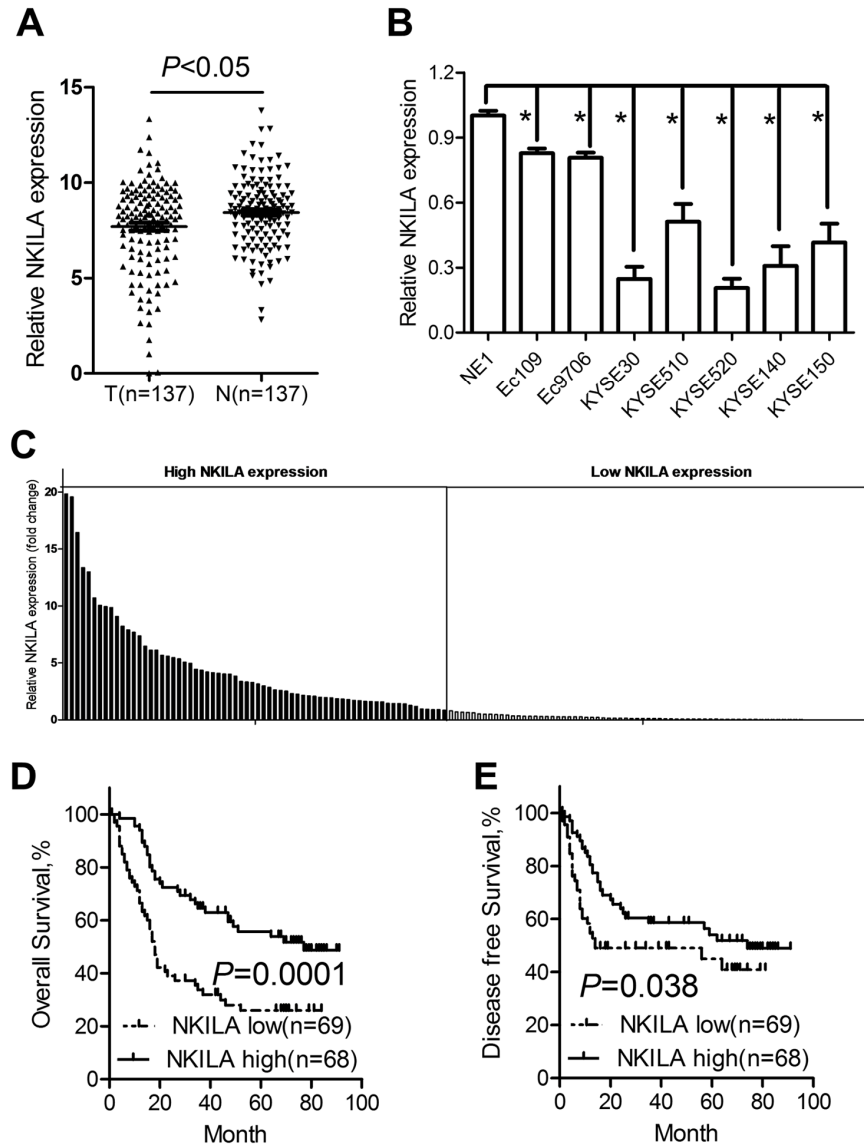 A
P<0.05
Relative NKILA expression
15
10
5
0
T(n=137) N(n=137)
B
Relative NKILA expression
1.2
0.9
0.6
0.3
0.0
* * * * * * *
NE1
Ec109
Ec9706
KYSE30
KYSE510
KYSE520
KYSE140
KYSE150
C
High NKILA expression
Low NKILA expression
Relative NKILA expression (fold change)
20
15
10
5
0
D
Overall Survival,%
100
80
60
40
20
0
P=0.0001
NKILA low(n=69)
NKILA high(n=68)
0 20 40 60 80 100
Month
E
Disease free Survival,%
100
80
60
40
20
0
P=0.038
NKILA low(n=69)
NKILA high(n=68)
0 20 40 60 80 100
Month